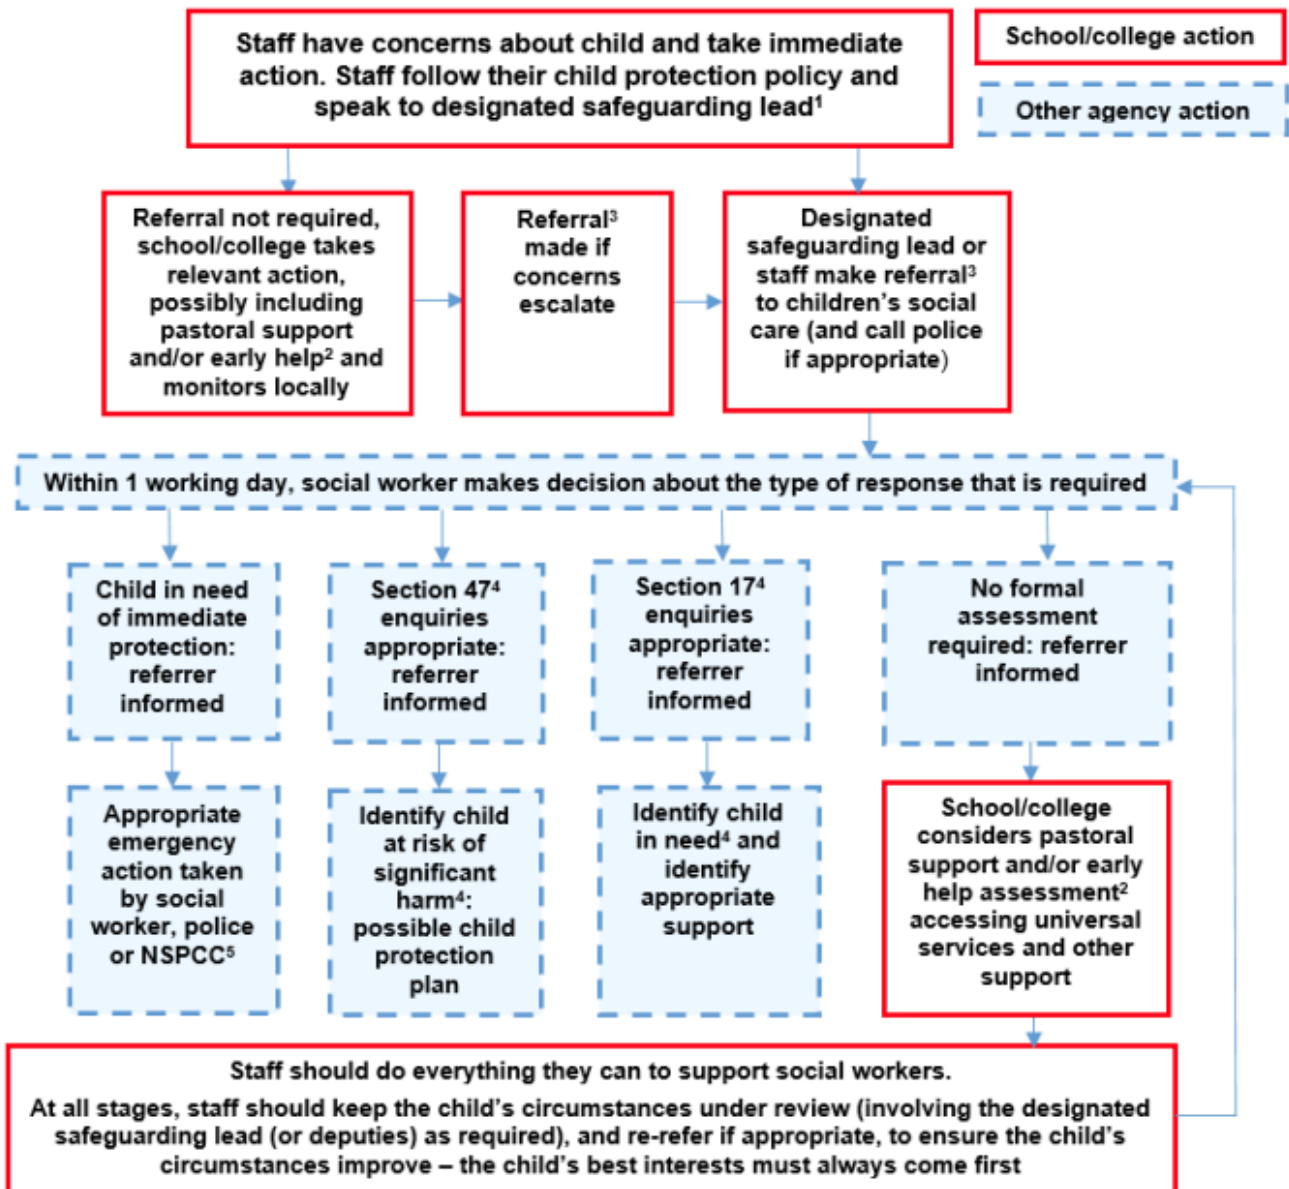 Staff have concerns about child and take immediate
action. Staff follow their child protection policy and
speak to designated safeguarding lead¹
School/college action
Other agency action
Referral not required,
school/college takes
relevant action,
possibly including
pastoral support
and/or early help² and
monitors locally
Referral³
made if
concerns
escalate
Designated
safeguarding lead or
staff make referral³
to children's social
care (and call police
if appropriate)
Within 1 working day, social worker makes decision about the type of response that is required
Child in need
of immediate
protection:
referrer
informed
Section 47⁴
enquiries
appropriate:
referrer
informed
Section 17⁴
enquiries
appropriate:
referrer
informed
No formal
assessment
required: referrer
informed
Appropriate
emergency
action taken
by social
worker, police
or NSPCC⁵
Identify child
at risk of
significant
harm⁴:
possible child
protection
plan
Identify child
in need⁴ and
identify
appropriate
support
School/college
considers pastoral
support and/or early
help assessment²
accessing universal
services and other
support
Staff should do everything they can to support social workers.
At all stages, staff should keep the child's circumstances under review (involving the designated
safeguarding lead (or deputies) as required), and re-refer if appropriate, to ensure the child's
circumstances improve – the child's best interests must always come first